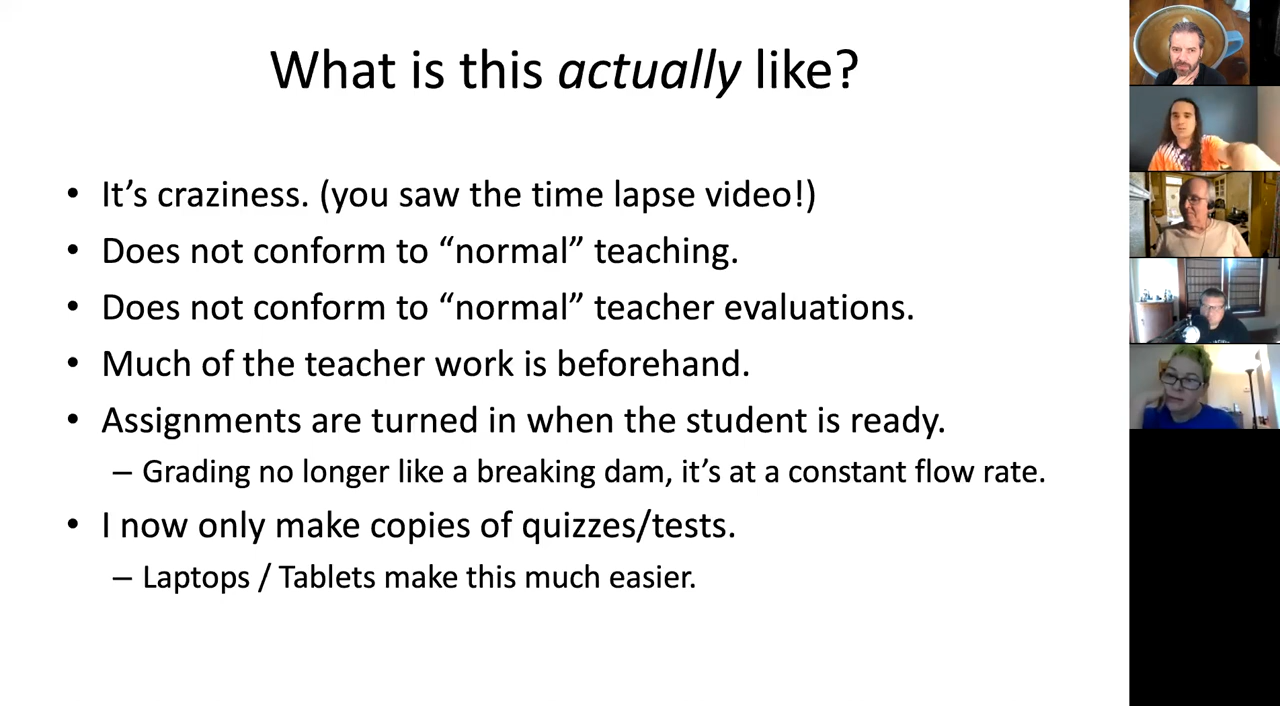 What is this actually like?
• It’s craziness. (you saw the time lapse video!)
• Does not conform to “normal” teaching.
• Does not conform to “normal” teacher evaluations.
• Much of the teacher work is beforehand.
• Assignments are turned in when the student is ready.
– Grading no longer like a breaking dam, it’s at a constant flow rate.
• I now only make copies of quizzes/tests.
– Laptops / Tablets make this much easier.